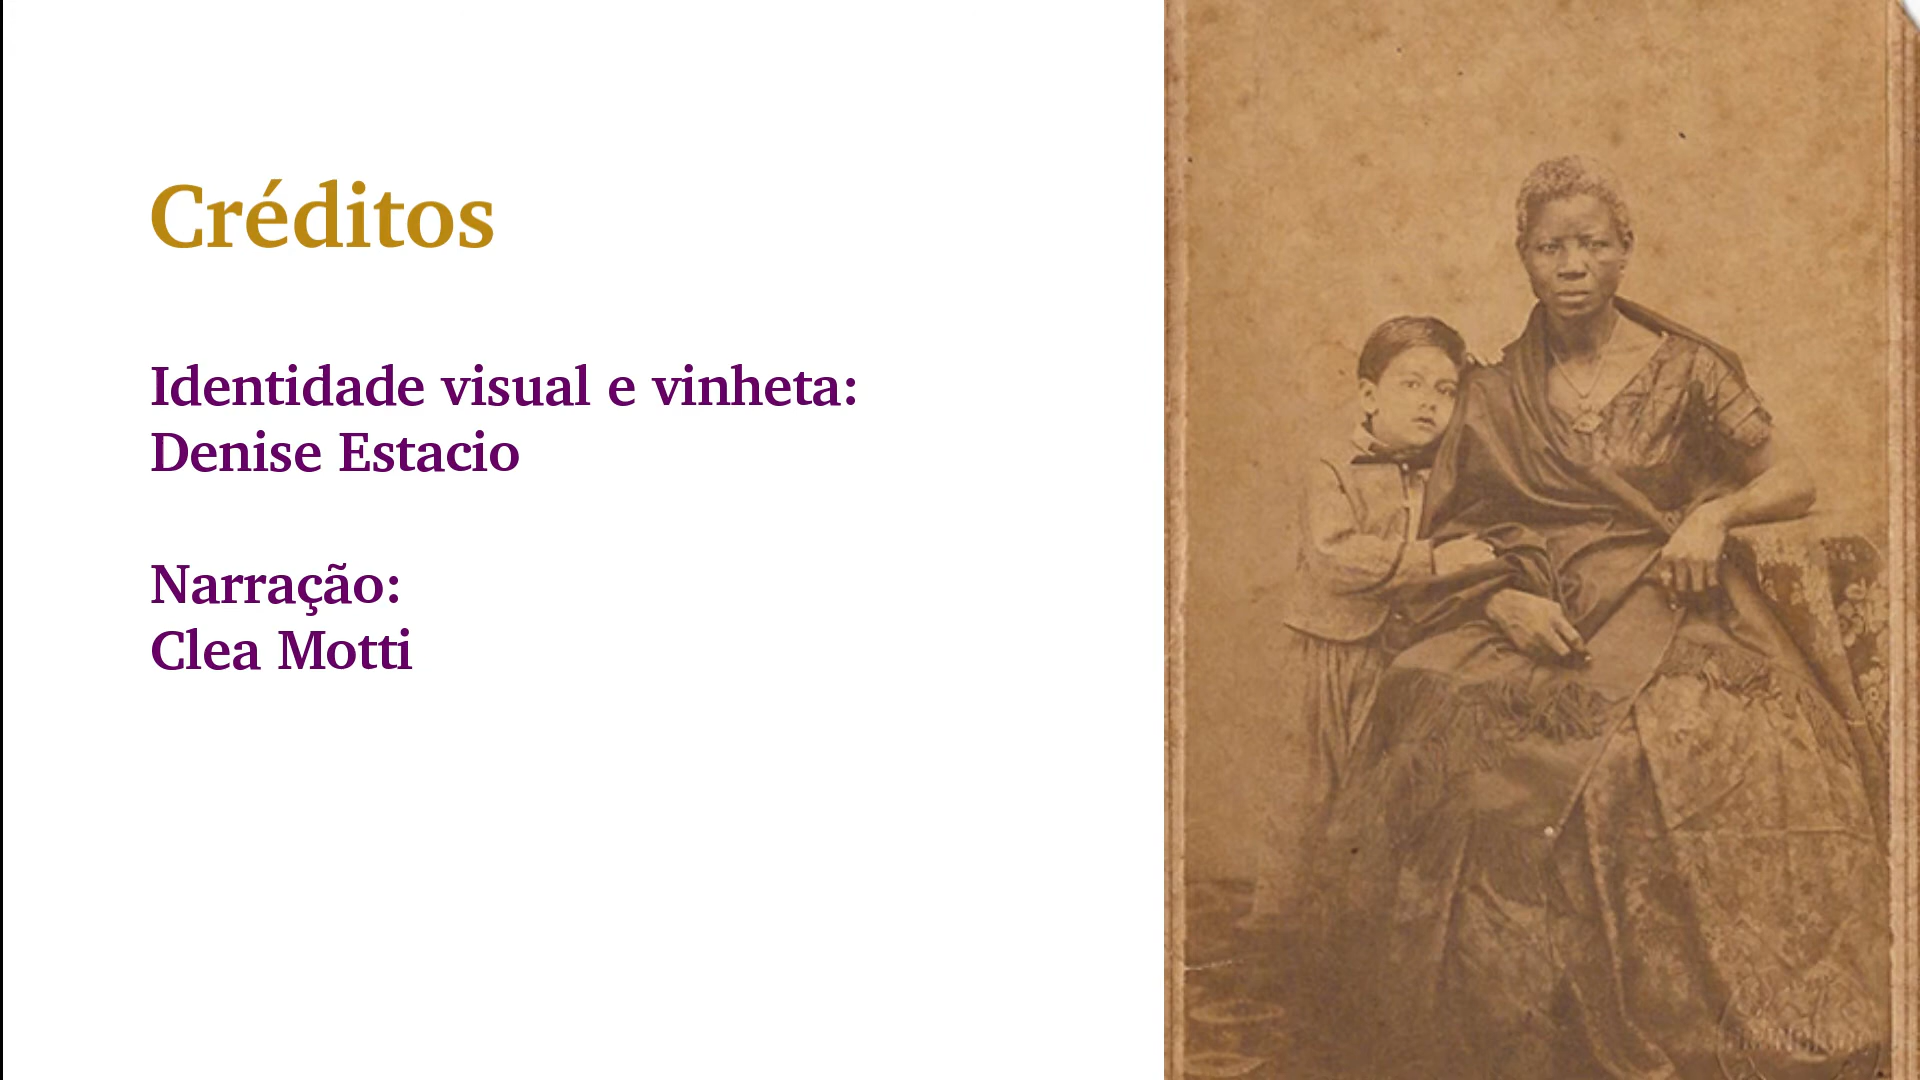 Créditos
Identidade visual e vinheta:
Denise Estacio
Narração:
Clea Motti